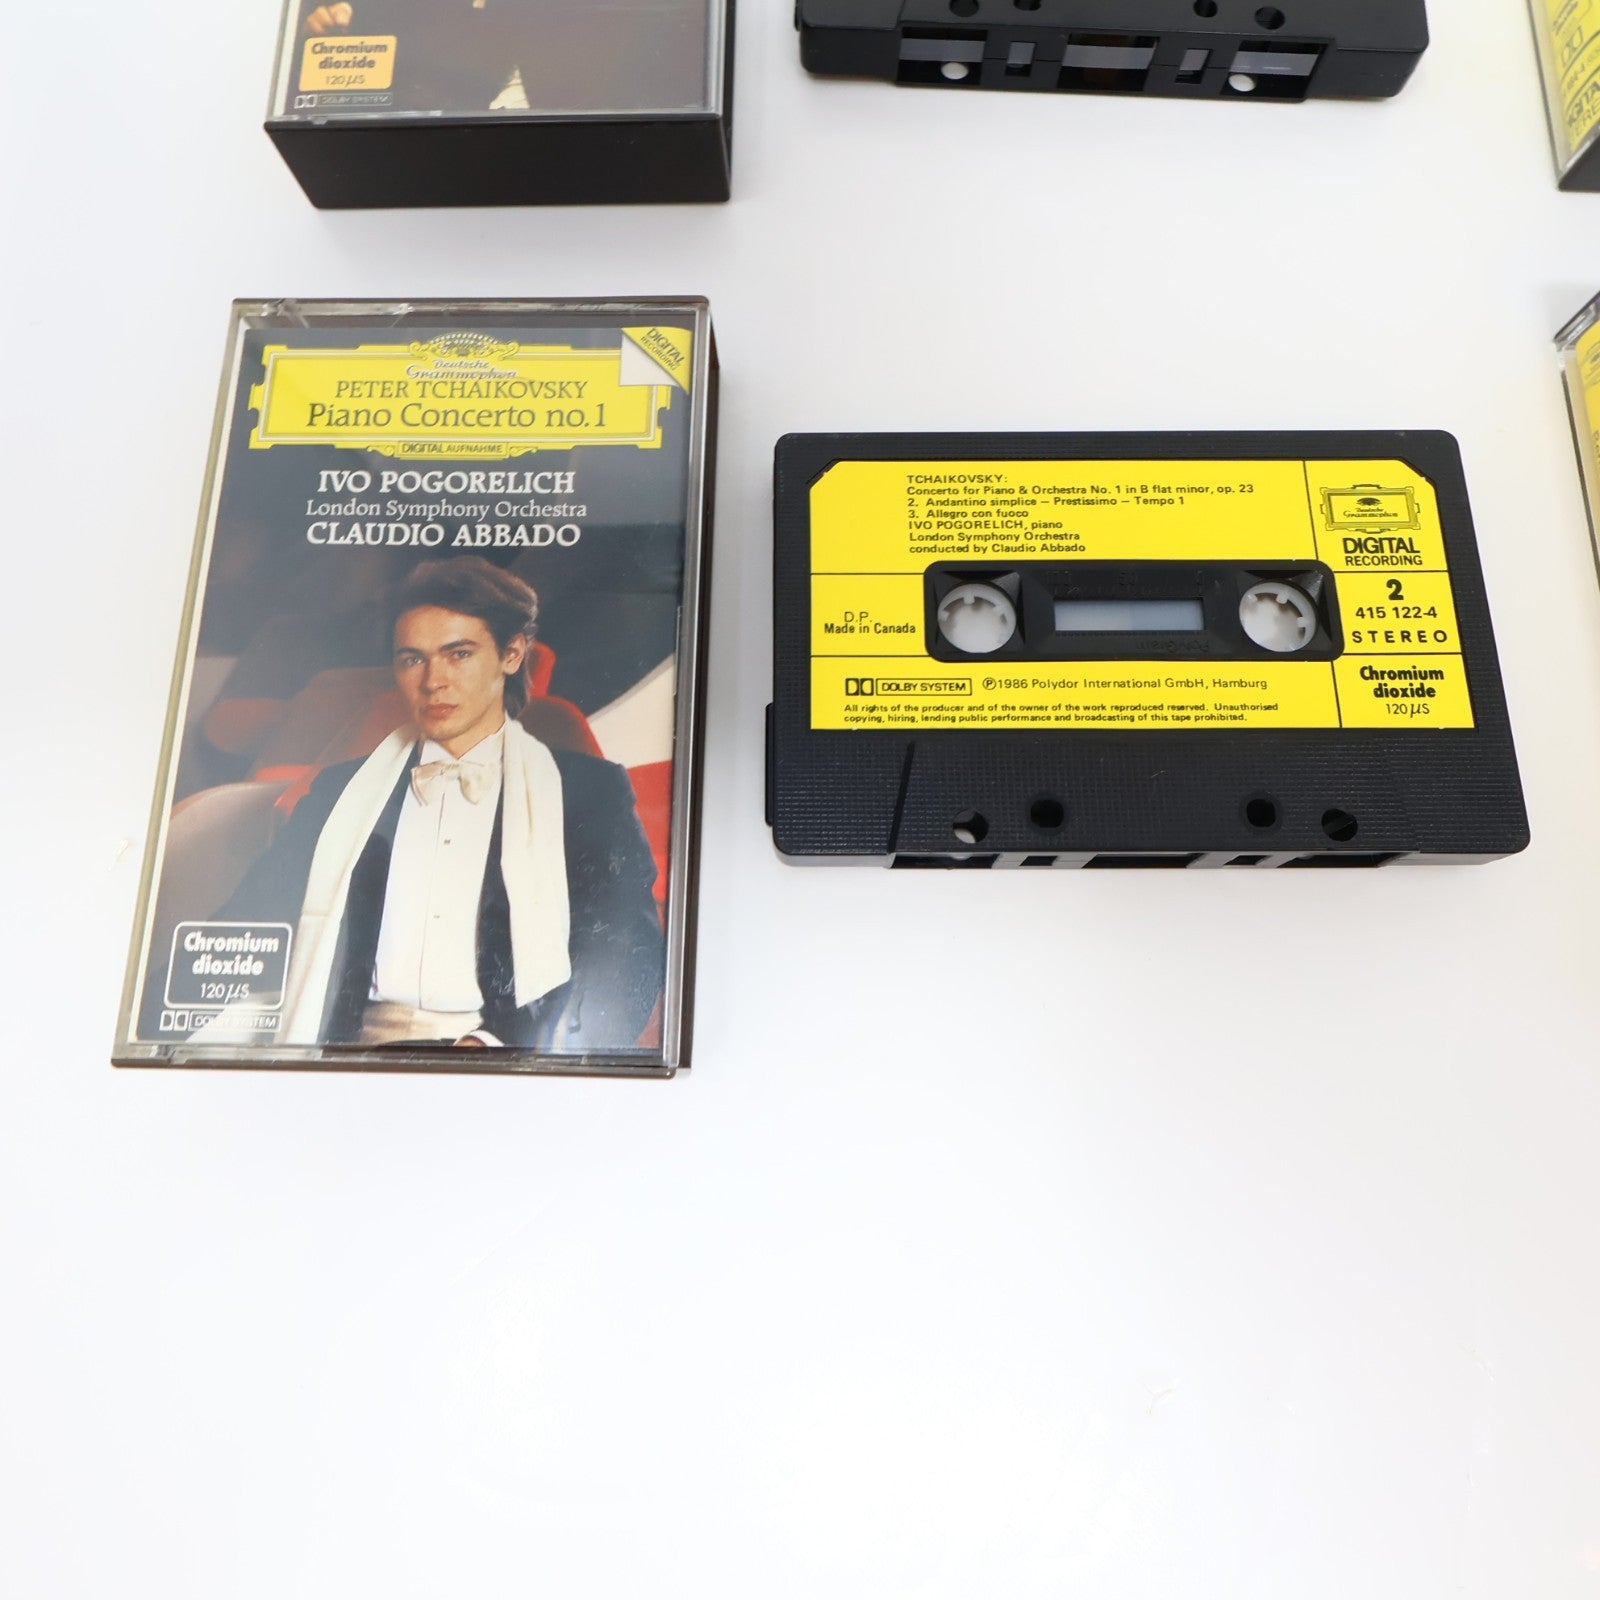 Chromium
dioxide
120 µs
DOLBY SYSTEM
DIGITAL
RECORDING
Deutsche
Grammophon
PETER TCHAIKOVSKY
Piano Concerto no.1
DIGITAL AUFNAHME
IVO POGORELICH
London Symphony Orchestra
CLAUDIO ABBADO
Chromium
dioxide
120 µs
DOLBY SYSTEM
TCHAIKOVSKY:
Concerto for Piano & Orchestra No. 1 in B flat minor, op. 23
2. Andantino simplice – Prestissimo – Tempo 1
3. Allegro con fuoco
IVO POGORELICH, piano
London Symphony Orchestra
conducted by Claudio Abbado
Deutsche
Grammophon
DIGITAL
RECORDING
D.P.
Made in Canada
2
415 122-4
STEREO
DOLBY SYSTEM ℗1986 Polydor International GmbH, Hamburg
All rights of the producer and of the owner of the work reproduced reserved. Unauthorised
copying, hiring, lending public performance and broadcasting of this tape prohibited.
Chromium
dioxide
120 µs